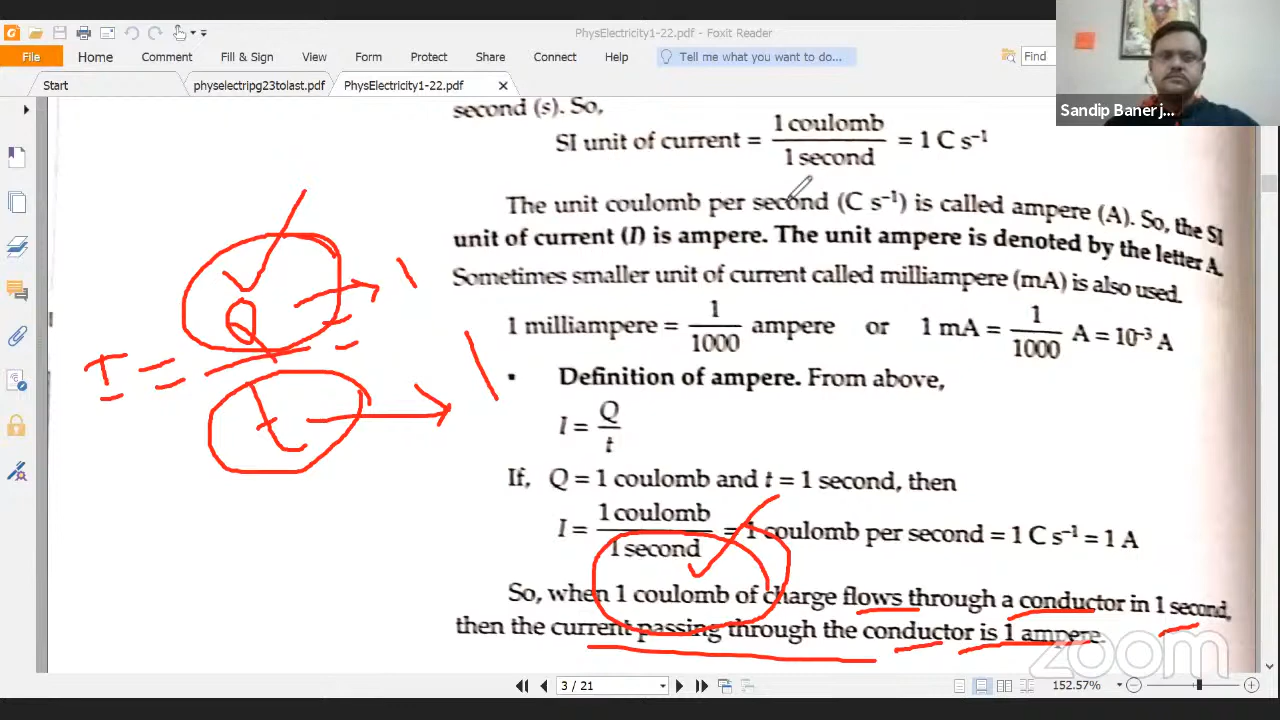 PhysElectricity1-22.pdf - Foxit Reader
File Home Comment Fill & Sign View Form Protect Share Connect Help Tell me what you want to do... Find
Start physelectripg23tolast.pdf PhysElectricity1-22.pdf
Sandip Banerj...
second (s). So,
SI unit of current = 1 coulomb / 1 second = 1 C s⁻¹
The unit coulomb per second (C s⁻¹) is called ampere (A). So, the SI
unit of current (I) is ampere. The unit ampere is denoted by the letter A.
Sometimes smaller unit of current called milliampere (mA) is also used.
1 milliampere = 1/1000 ampere or 1 mA = 1/1000 A = 10⁻³ A
▪ Definition of ampere. From above,
I = Q/t
If, Q = 1 coulomb and t = 1 second, then
I = 1 coulomb / 1 second = 1 coulomb per second = 1 C s⁻¹ = 1 A
So, when 1 coulomb of charge flows through a conductor in 1 second,
then the current passing through the conductor is 1 ampere.
I = Q/t
1
1
zoom
3 / 21
152.57%